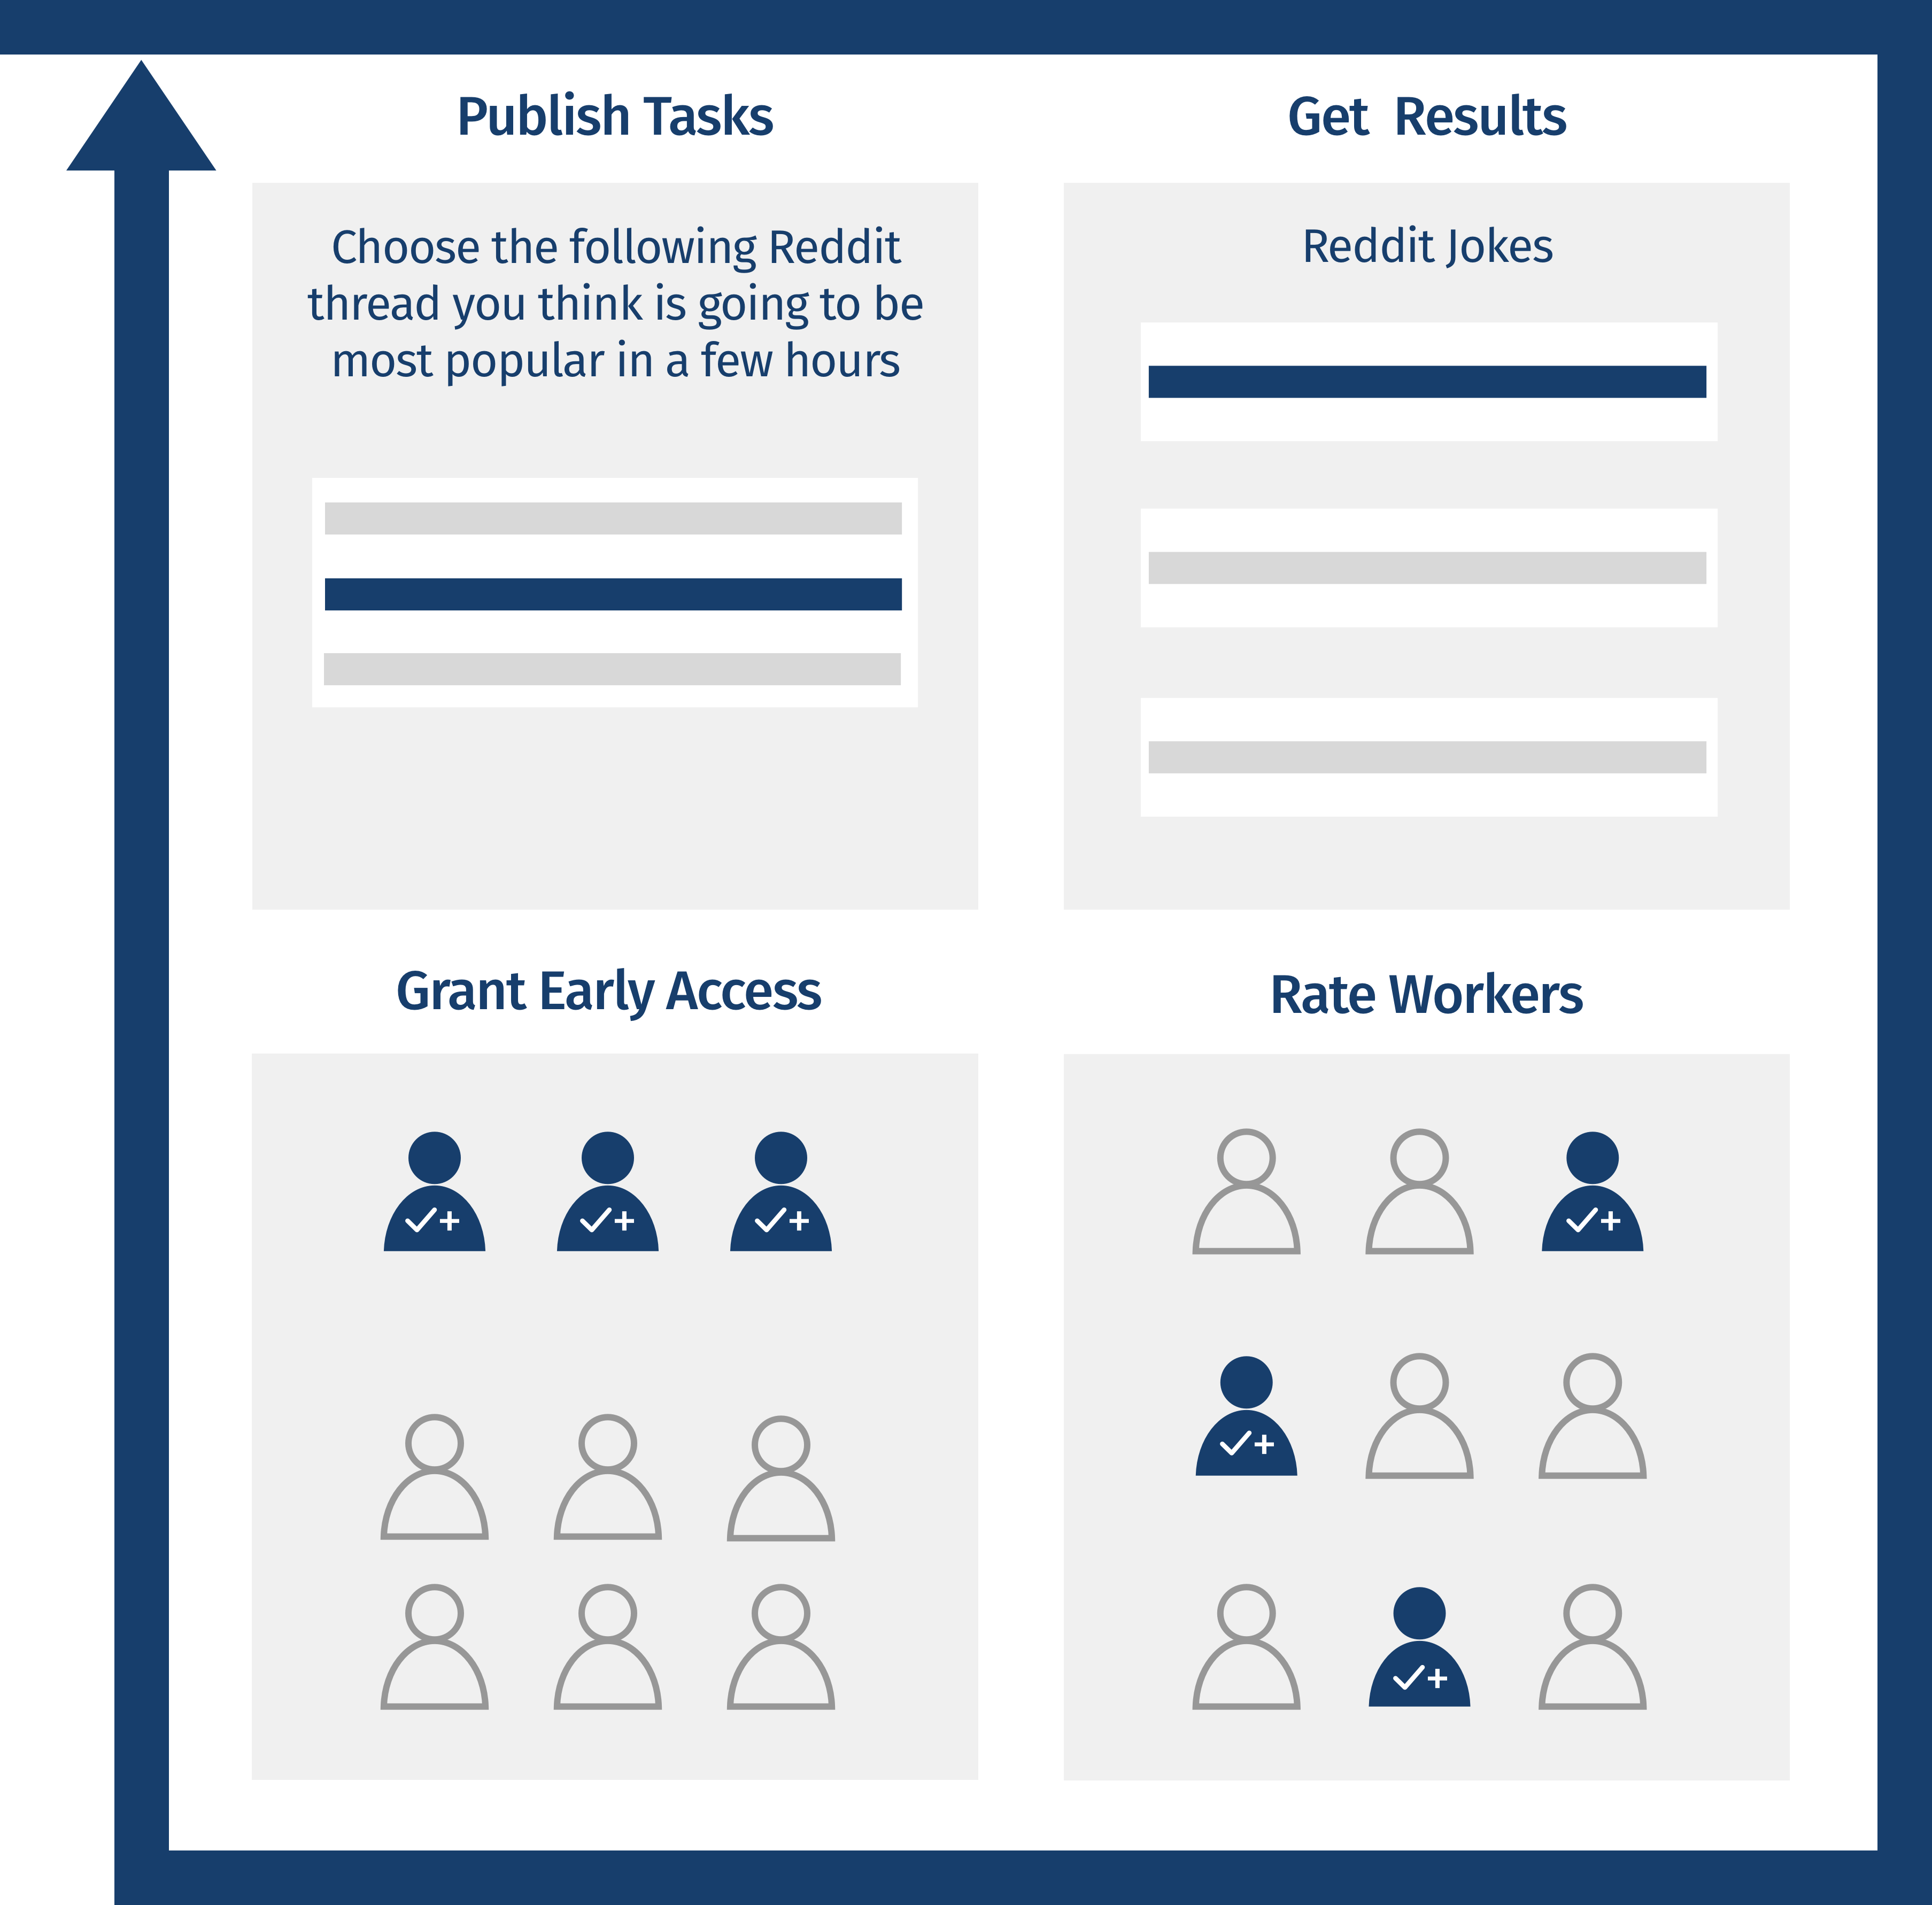 Publish Tasks
Get Results
Choose the following Reddit
thread you think is going to be
most popular in a few hours
Reddit Jokes
Grant Early Access
Rate Workers